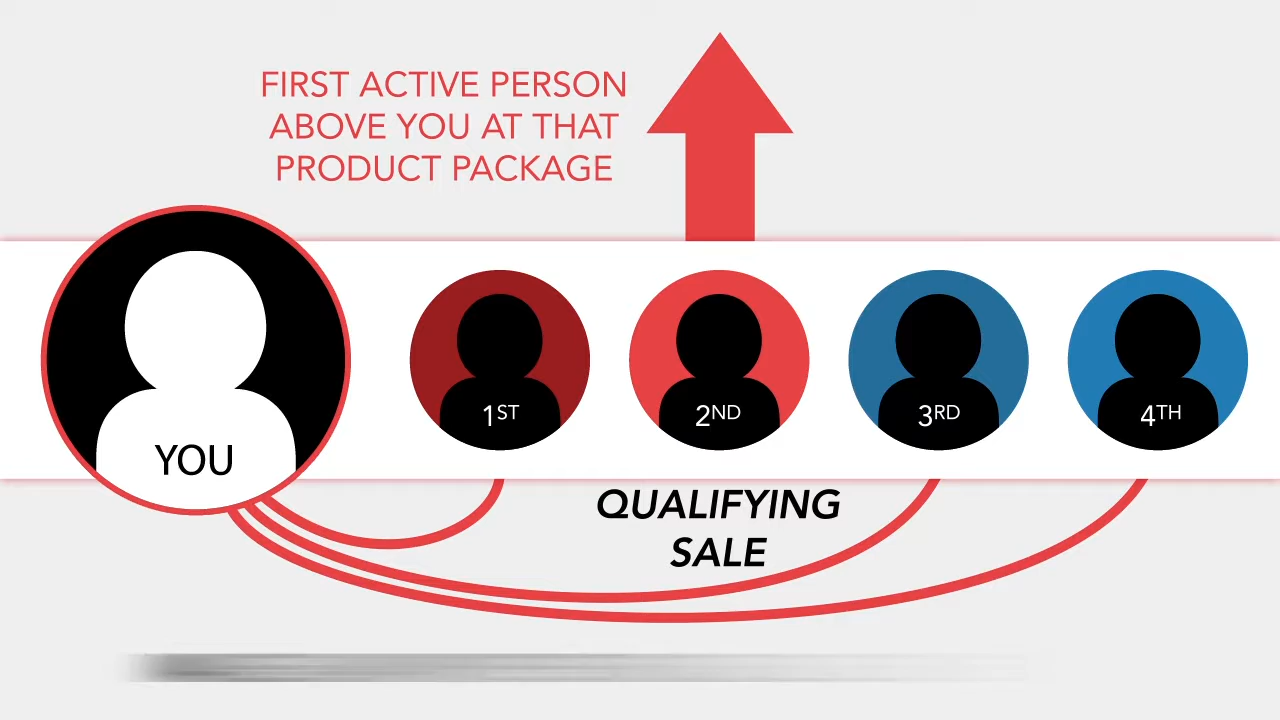 FIRST ACTIVE PERSON
ABOVE YOU AT THAT
PRODUCT PACKAGE
YOU
1ST
2ND
3RD
4TH
QUALIFYING
SALE